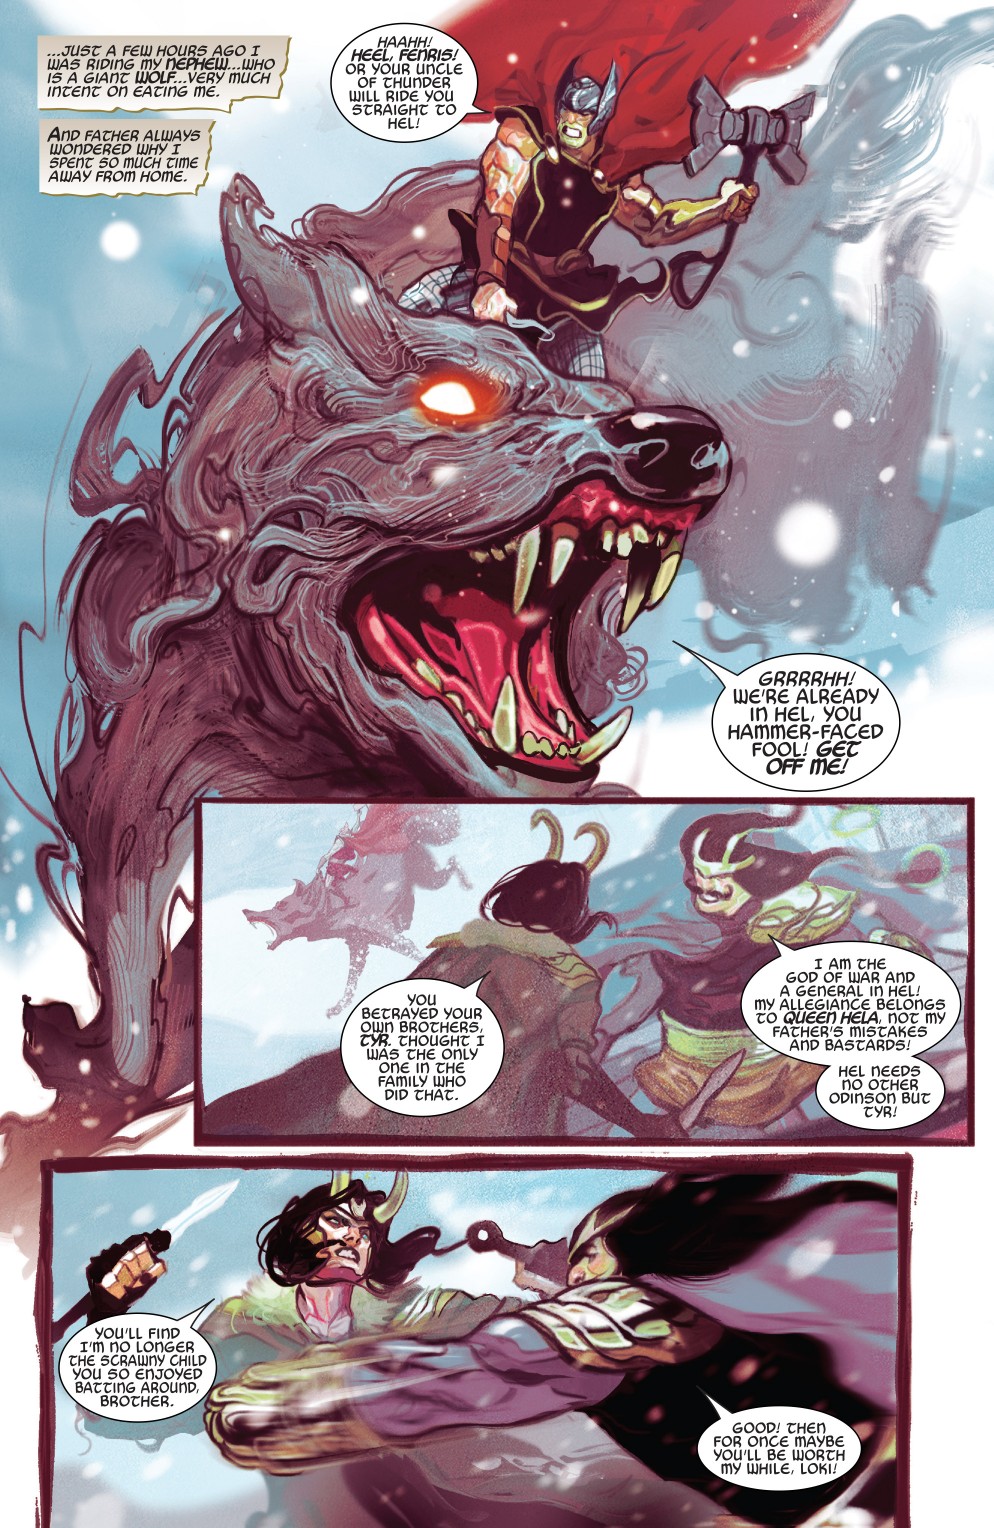 ...JUST A FEW HOURS AGO I
WAS RIDING MY NEPHEW...WHO
IS A GIANT WOLF...VERY MUCH
INTENT ON EATING ME.
AND FATHER ALWAYS
WONDERED WHY I
SPENT SO MUCH TIME
AWAY FROM HOME.
HAAHH!
HEEL, FENRIS!
OR YOUR UNCLE
OF THUNDER
WILL RIDE YOU
STRAIGHT TO
HEL!
GRRRRHH!
WE'RE ALREADY
IN HEL, YOU
HAMMER-FACED
FOOL! GET
OFF ME!
YOU
BETRAYED YOUR
OWN BROTHERS,
TYR. THOUGHT I
WAS THE ONLY
ONE IN THE
FAMILY WHO
DID THAT.
I AM THE
GOD OF WAR AND
A GENERAL IN HEL!
MY ALLEGIANCE BELONGS
TO QUEEN HELA, NOT MY
FATHER'S MISTAKES
AND BASTARDS!
HEL NEEDS
NO OTHER
ODINSON BUT
TYR!
YOU'LL FIND
I'M NO LONGER
THE SCRAWNY CHILD
YOU SO ENJOYED
BATTING AROUND,
BROTHER.
GOOD! THEN
FOR ONCE MAYBE
YOU'LL BE WORTH
MY WHILE, LOKI!